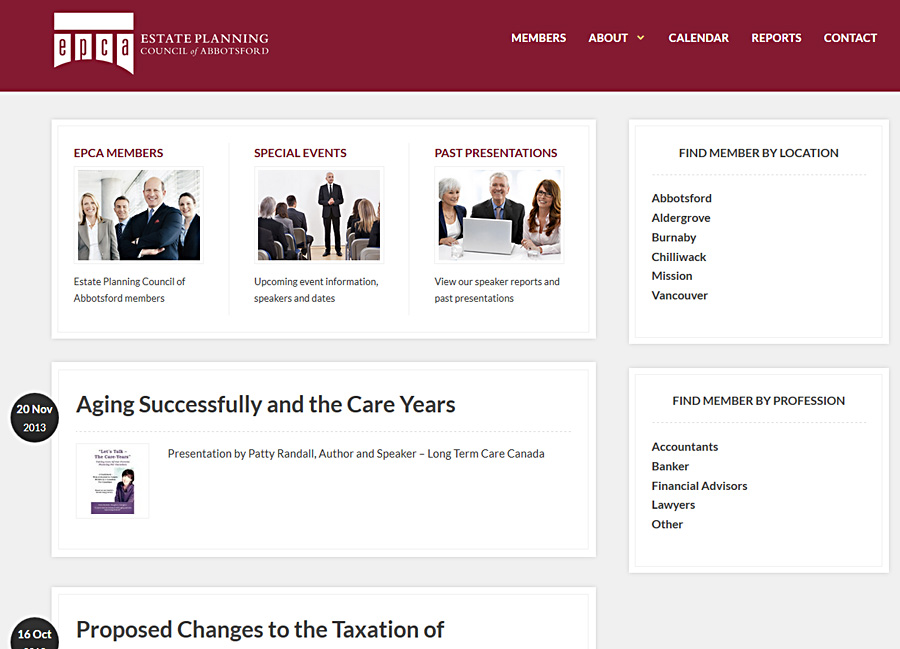 epca
ESTATE PLANNING
COUNCIL of ABBOTSFORD
MEMBERS
ABOUT
CALENDAR
REPORTS
CONTACT
EPCA MEMBERS
Estate Planning Council of
Abbotsford members
SPECIAL EVENTS
Upcoming event information,
speakers and dates
PAST PRESENTATIONS
View our speaker reports and
past presentations
FIND MEMBER BY LOCATION
Abbotsford
Aldergrove
Burnaby
Chilliwack
Mission
Vancouver
20 Nov
2013
Aging Successfully and the Care Years
"Let's Talk –
The Care Years"
Presentation by Patty Randall, Author and Speaker – Long Term Care Canada
FIND MEMBER BY PROFESSION
Accountants
Banker
Financial Advisors
Lawyers
Other
16 Oct
Proposed Changes to the Taxation of